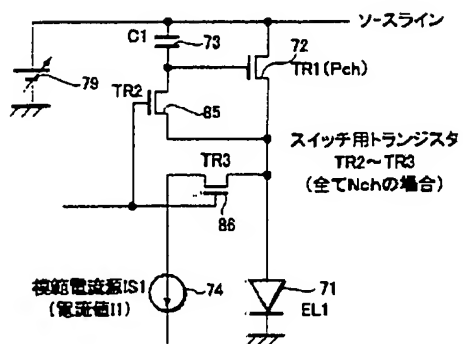 ソースライン
C1
73
72
TR1(Pch)
79
TR2
85
スイッチ用トランジスタ
TR2～TR3
(全てNchの場合)
TR3
86
模範電流源IS1
(電流値I1)
74
71
EL1